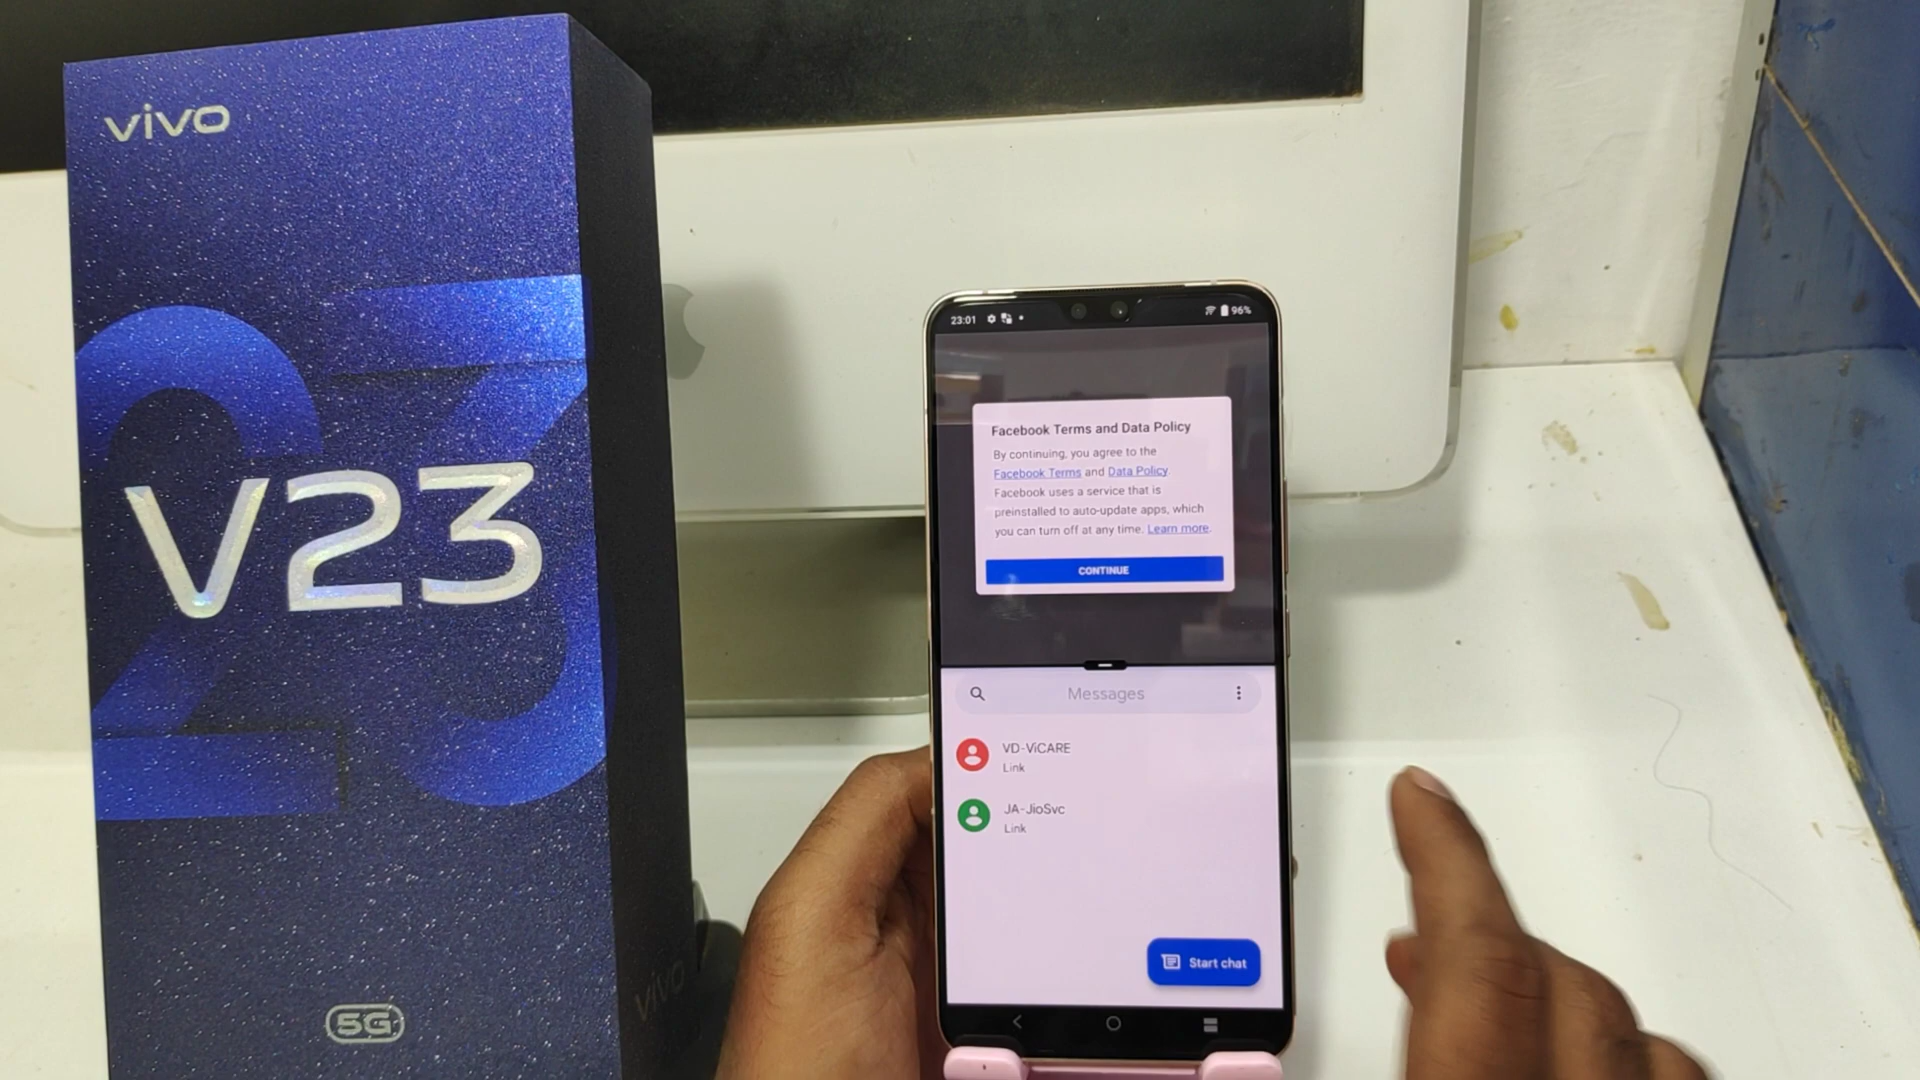 vivo
V23
5G
vivo
23:01
96%
Facebook Terms and Data Policy
By continuing, you agree to the
Facebook Terms and Data Policy.
Facebook uses a service that is
preinstalled to auto-update apps, which
you can turn off at any time. Learn more.
CONTINUE
Messages
VD-ViCARE
Link
JA-JioSvc
Link
Start chat